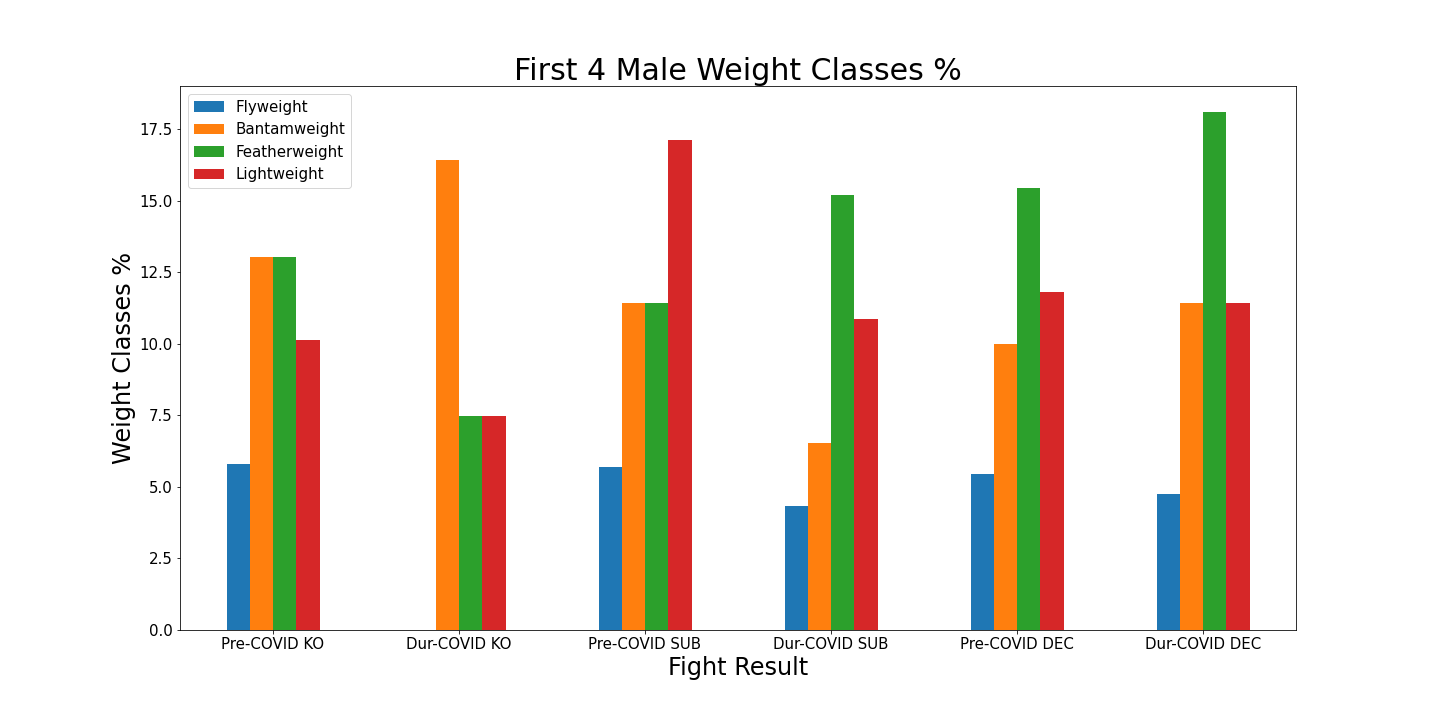 First 4 Male Weight Classes %
Flyweight
Bantamweight
Featherweight
Lightweight
Weight Classes %
17.5
15.0
12.5
10.0
7.5
5.0
2.5
0.0
Pre-COVID KO Dur-COVID KO Pre-COVID SUB Dur-COVID SUB Pre-COVID DEC Dur-COVID DEC
Fight Result